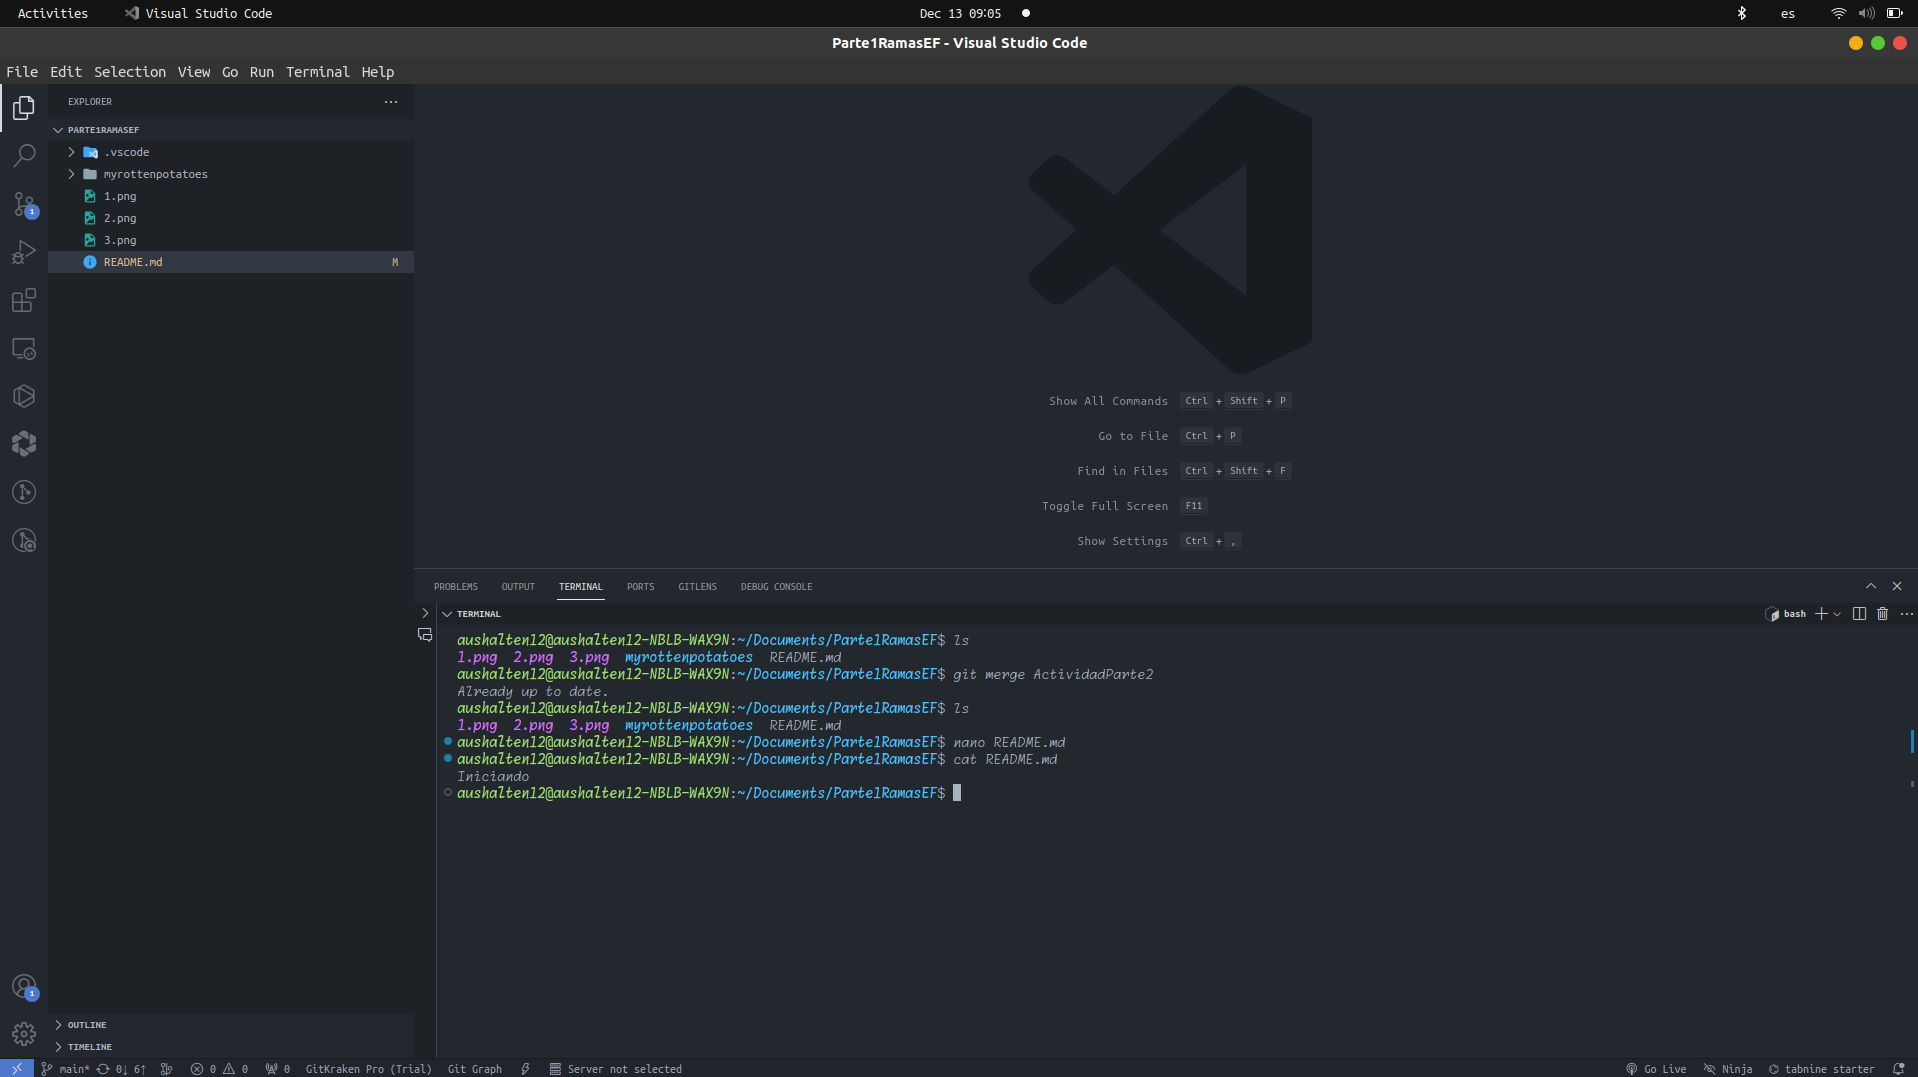 Activities Visual Studio Code Dec 13 09:05 es
Parte1RamasEF - Visual Studio Code
File Edit Selection View Go Run Terminal Help
EXPLORER
PARTE1RAMASEF
.vscode
myrottenpotatoes
1.png
2.png
3.png
README.md M
1
Show All Commands Ctrl + Shift + P
Go to File Ctrl + P
Find in Files Ctrl + Shift + F
Toggle Full Screen F11
Show Settings Ctrl + ,
PROBLEMS OUTPUT TERMINAL PORTS GITLENS DEBUG CONSOLE
TERMINAL bash
aushalten12@aushalten12-NBLB-WAX9N:~/Documents/Parte1RamasEF$ ls
1.png 2.png 3.png myrottenpotatoes README.md
aushalten12@aushalten12-NBLB-WAX9N:~/Documents/Parte1RamasEF$ git merge ActividadParte2
Already up to date.
aushalten12@aushalten12-NBLB-WAX9N:~/Documents/Parte1RamasEF$ ls
1.png 2.png 3.png myrottenpotatoes README.md
aushalten12@aushalten12-NBLB-WAX9N:~/Documents/Parte1RamasEF$ nano README.md
aushalten12@aushalten12-NBLB-WAX9N:~/Documents/Parte1RamasEF$ cat README.md
Iniciando
aushalten12@aushalten12-NBLB-WAX9N:~/Documents/Parte1RamasEF$
1
OUTLINE
TIMELINE
main* 0↓ 6↑ 0 0 0 GitKraken Pro (Trial) Git Graph Server not selected Go Live Ninja tabnine starter